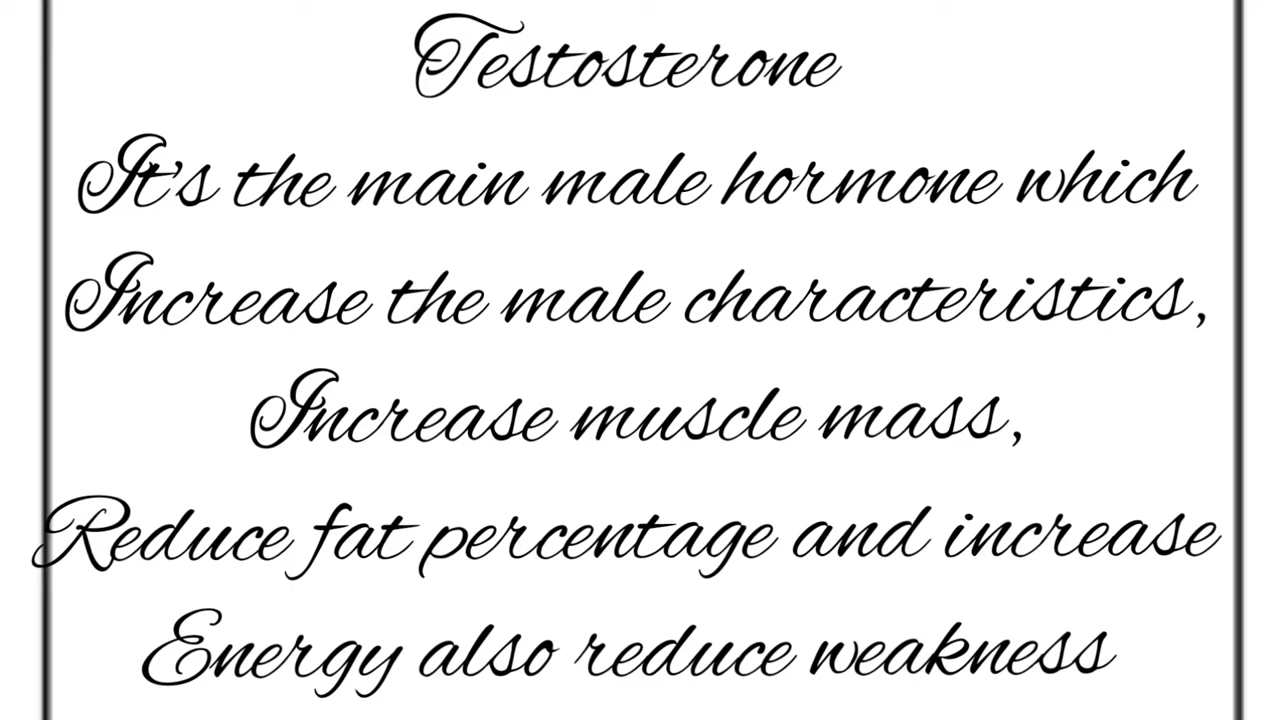 Testosterone
It's the main male hormone which
Increase the male characteristics,
Increase muscle mass,
Reduce fat percentage and increase
Energy also reduce weakness